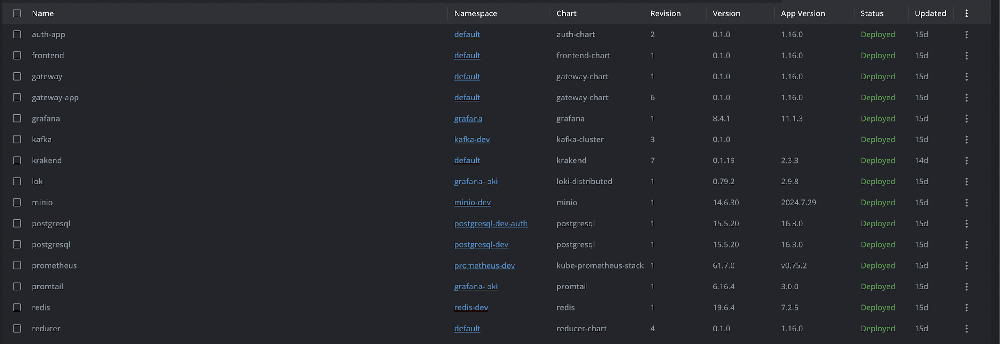 Name Namespace Chart Revision Version App Version Status Updated
auth-app default auth-chart 2 0.1.0 1.16.0 Deployed 15d
frontend default frontend-chart 1 0.1.0 1.16.0 Deployed 15d
gateway default gateway-chart 1 0.1.0 1.16.0 Deployed 15d
gateway-app default gateway-chart 6 0.1.0 1.16.0 Deployed 15d
grafana grafana grafana 1 8.4.1 11.1.3 Deployed 15d
kafka kafka-dev kafka-cluster 3 0.1.0 Deployed 15d
krakend default krakend 7 0.1.19 2.3.3 Deployed 14d
loki grafana-loki loki-distributed 1 0.79.2 2.9.8 Deployed 15d
minio minio-dev minio 1 14.6.30 2024.7.29 Deployed 15d
postgresql postgresql-dev-auth postgresql 1 15.5.20 16.3.0 Deployed 15d
postgresql postgresql-dev postgresql 1 15.5.20 16.3.0 Deployed 15d
prometheus prometheus-dev kube-prometheus-stack 1 61.7.0 v0.75.2 Deployed 15d
promtail grafana-loki promtail 1 6.16.4 3.0.0 Deployed 15d
redis redis-dev redis 1 19.6.4 7.2.5 Deployed 15d
reducer default reducer-chart 4 0.1.0 1.16.0 Deployed 15d